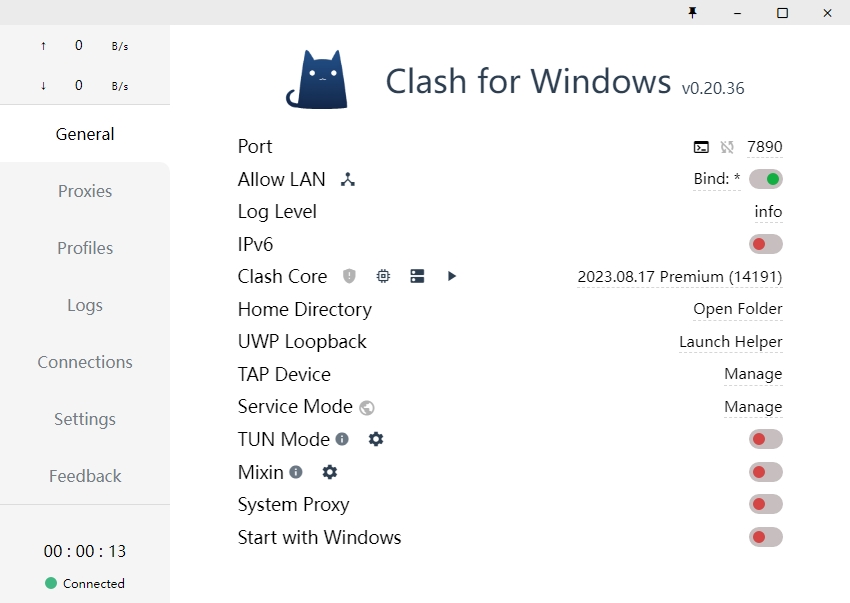 ↑ 0 B/s
↓ 0 B/s
General
Proxies
Profiles
Logs
Connections
Settings
Feedback
00 : 00 : 13
Connected
Clash for Windows v0.20.36
Port 7890
Allow LAN Bind: *
Log Level info
IPv6
Clash Core 2023.08.17 Premium (14191)
Home Directory Open Folder
UWP Loopback Launch Helper
TAP Device Manage
Service Mode Manage
TUN Mode
Mixin
System Proxy
Start with Windows